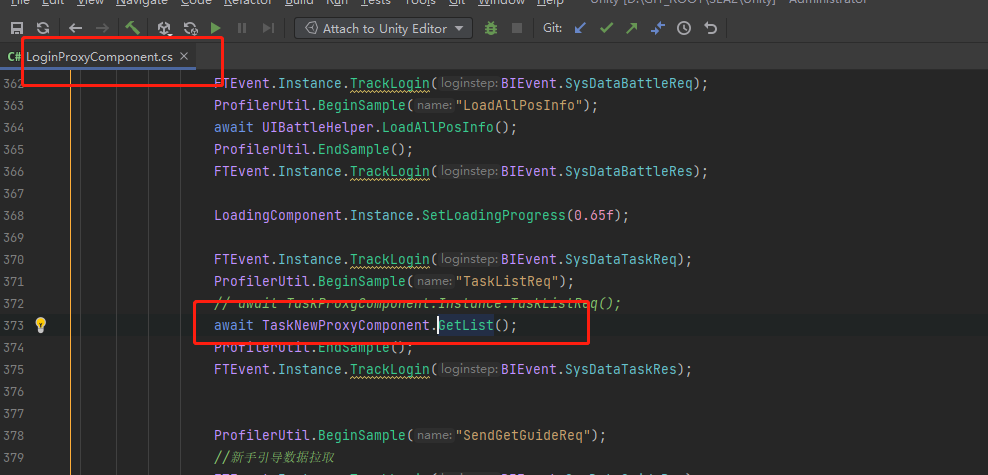 File Edit View Navigate Code Refactor Build Run Tests Tools Git Window Help Unity [D:\GIT_ROOT\SEAL\Unity] - Administrator
Attach to Unity Editor Git:
C# LoginProxyComponent.cs
362 FTEvent.Instance.TrackLogin(loginstep:BIEvent.SysDataBattleReq);
363 ProfilerUtil.BeginSample(name:"LoadAllPosInfo");
364 await UIBattleHelper.LoadAllPosInfo();
365 ProfilerUtil.EndSample();
366 FTEvent.Instance.TrackLogin(loginstep:BIEvent.SysDataBattleRes);
367
368 LoadingComponent.Instance.SetLoadingProgress(0.65f);
369
370 FTEvent.Instance.TrackLogin(loginstep:BIEvent.SysDataTaskReq);
371 ProfilerUtil.BeginSample(name:"TaskListReq");
372 // await TaskProxyComponent.Instance.TaskListReq();
373 await TaskNewProxyComponent.GetList();
374 ProfilerUtil.EndSample();
375 FTEvent.Instance.TrackLogin(loginstep:BIEvent.SysDataTaskRes);
376
377
378 ProfilerUtil.BeginSample(name:"SendGetGuideReq");
379 //新手引导数据拉取